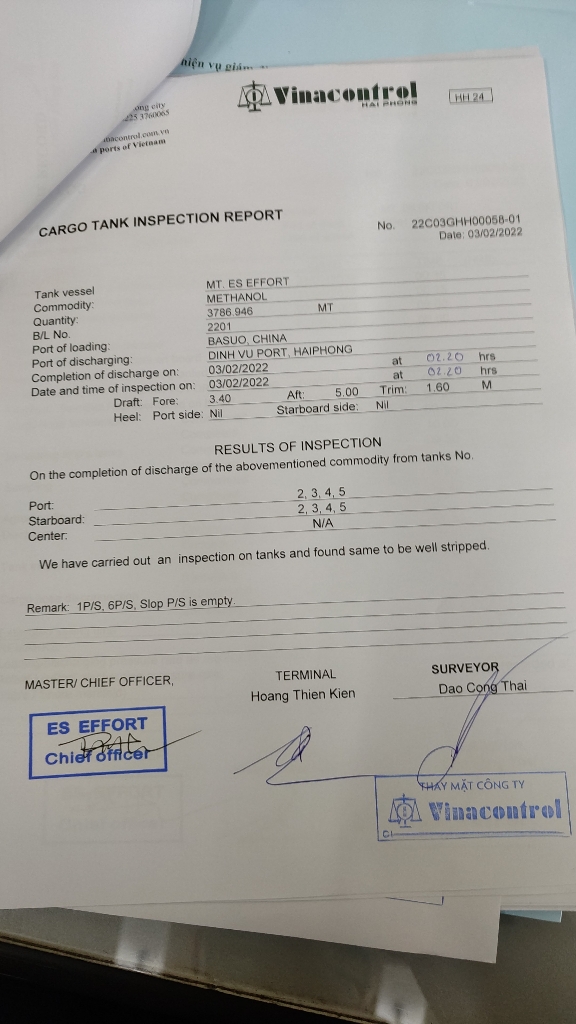 hiện vụ
Vinacontrol
HAI PHONG
HH 24
ong city
225 3760065
inacontrol.com.vn
ports of Vietnam
CARGO TANK INSPECTION REPORT
No. 22C03GHH00058-01
Date: 03/02/2022
Tank vessel MT. ES EFFORT
Commodity: METHANOL
Quantity: 3786.946 MT
B/L No. 2201
Port of loading: BASUO, CHINA
Port of discharging: DINH VU PORT, HAIPHONG
Completion of discharge on: 03/02/2022 at 02.20 hrs
Date and time of inspection on: 03/02/2022 at 02.20 hrs
Draft: Fore: 3.40 Aft: 5.00 Trim: 1.60 M
Heel: Port side: Nil Starboard side: Nil
RESULTS OF INSPECTION
On the completion of discharge of the abovementioned commodity from tanks No.
Port: 2, 3, 4, 5
Starboard: 2, 3, 4, 5
Center: N/A
We have carried out an inspection on tanks and found same to be well stripped.
Remark: 1P/S, 6P/S, Slop P/S is empty.
MASTER/ CHIEF OFFICER, TERMINAL SURVEYOR
Hoang Thien Kien Dao Cong Thai
ES EFFORT
Chief officer
THAY MẶT CÔNG TY
Vinacontrol